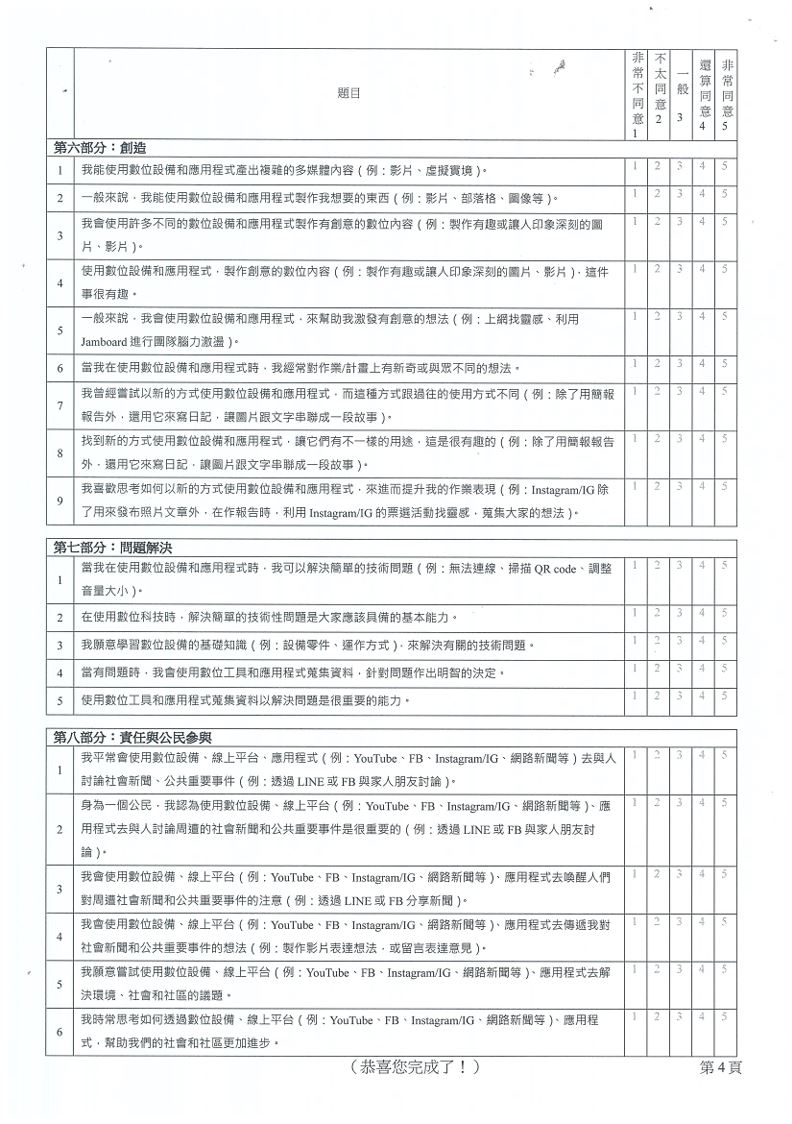 題目
非常不同意 1
不太同意 2
一般 3
還算同意 4
非常同意 5
第六部分：創造
1 我能使用數位設備和應用程式產出複雜的多媒體內容（例：影片、虛擬實境）。 1 2 3 4 5
2 一般來說，我能使用數位設備和應用程式製作我想要的東西（例：影片、部落格、圖像等）。 1 2 3 4 5
3 我會使用許多不同的數位設備和應用程式製作有創意的數位內容（例：製作有趣或讓人印象深刻的圖 1 2 3 4 5
片、影片）。
4 使用數位設備和應用程式，製作創意的數位內容（例：製作有趣或讓人印象深刻的圖片、影片），這件 1 2 3 4 5
事很有趣。
5 一般來說，我會使用數位設備和應用程式，來幫助我激發有創意的想法（例：上網找靈感、利用 1 2 3 4 5
Jamboard 進行團隊腦力激盪）。
6 當我在使用數位設備和應用程式時，我經常對作業/計畫上有新奇或與眾不同的想法。 1 2 3 4 5
7 我曾經嘗試以新的方式使用數位設備和應用程式，而這種方式跟過往的使用方式不同（例：除了用簡報 1 2 3 4 5
報告外，還用它來寫日記，讓圖片跟文字串聯成一段故事）。
8 找到新的方式使用數位設備和應用程式，讓它們有不一樣的用途，這是很有趣的（例：除了用簡報報告 1 2 3 4 5
外，還用它來寫日記，讓圖片跟文字串聯成一段故事）。
9 我喜歡思考如何以新的方式使用數位設備和應用程式，來進而提升我的作業表現（例：Instagram/IG 除 1 2 3 4 5
了用來發布照片文章外，在作報告時，利用 Instagram/IG 的票選活動找靈感，蒐集大家的想法）。
第七部分：問題解決
1 當我在使用數位設備和應用程式時，我可以解決簡單的技術問題（例：無法連線、掃描 QR code、調整 1 2 3 4 5
音量大小）。
2 在使用數位科技時，解決簡單的技術性問題是大家應該具備的基本能力。 1 2 3 4 5
3 我願意學習數位設備的基礎知識（例：設備零件、運作方式），來解決有關的技術問題。 1 2 3 4 5
4 當有問題時，我會使用數位工具和應用程式蒐集資料，針對問題作出明智的決定。 1 2 3 4 5
5 使用數位工具和應用程式蒐集資料以解決問題是很重要的能力。 1 2 3 4 5
第八部分：責任與公民參與
1 我平常會使用數位設備、線上平台、應用程式（例：YouTube、FB、Instagram/IG、網路新聞等）去與人 1 2 3 4 5
討論社會新聞、公共重要事件（例：透過 LINE 或 FB 與家人朋友討論）。
2 身為一個公民，我認為使用數位設備、線上平台（例：YouTube、FB、Instagram/IG、網路新聞等）、應 1 2 3 4 5
用程式去與人討論周遭的社會新聞和公共重要事件是很重要的（例：透過 LINE 或 FB 與家人朋友討
論）。
3 我會使用數位設備、線上平台（例：YouTube、FB、Instagram/IG、網路新聞等）、應用程式去喚醒人們 1 2 3 4 5
對周遭社會新聞和公共重要事件的注意（例：透過 LINE 或 FB 分享新聞）。
4 我會使用數位設備、線上平台（例：YouTube、FB、Instagram/IG、網路新聞等）、應用程式去傳遞我對 1 2 3 4 5
社會新聞和公共重要事件的想法（例：製作影片表達想法，或留言表達意見）。
5 我願意嘗試使用數位設備、線上平台（例：YouTube、FB、Instagram/IG、網路新聞等）、應用程式去解 1 2 3 4 5
決環境、社會和社區的議題。
6 我時常思考如何透過數位設備、線上平台（例：YouTube、FB、Instagram/IG、網路新聞等）、應用程 1 2 3 4 5
式，幫助我們的社會和社區更加進步。
（恭喜您完成了！）
第 4 頁